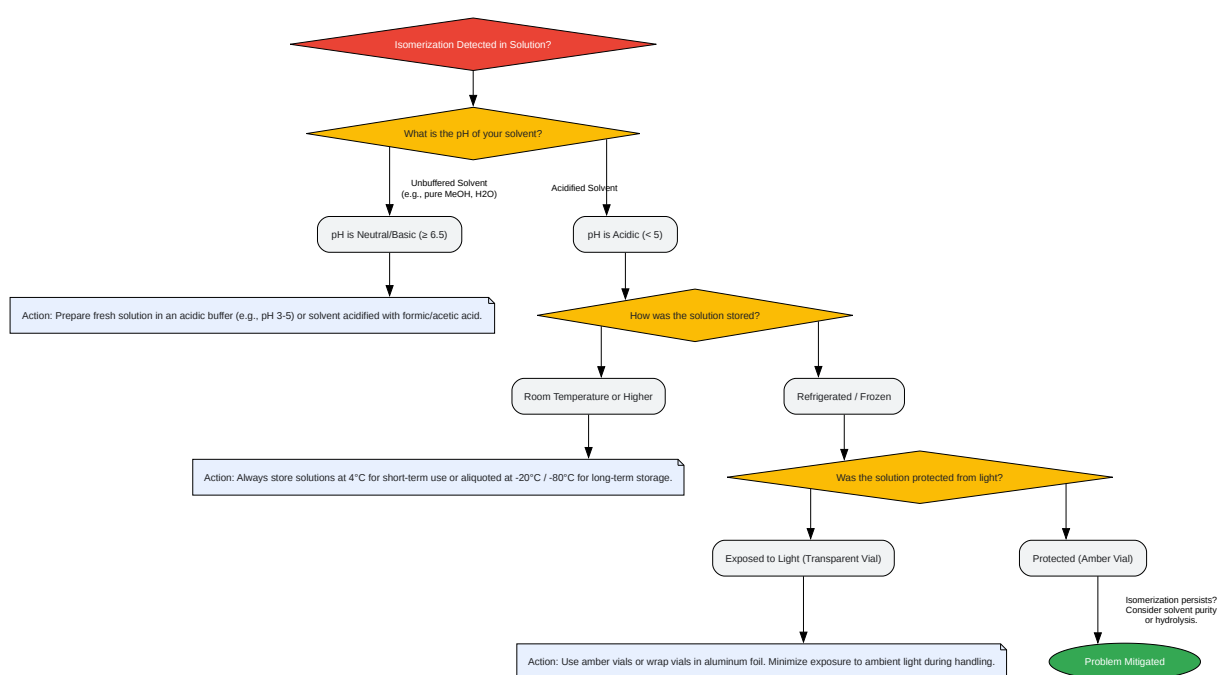 Isomerization Detected in Solution?
What is the pH of your solvent?
Unbuffered Solvent
(e.g., pure MeOH, H2O)
Acidified Solvent
pH is Neutral/Basic (≥ 6.5)
pH is Acidic (< 5)
Action: Prepare fresh solution in an acidic buffer (e.g., pH 3-5) or solvent acidified with formic/acetic acid.
How was the solution stored?
Room Temperature or Higher
Refrigerated / Frozen
Action: Always store solutions at 4°C for short-term use or aliquoted at -20°C / -80°C for long-term storage.
Was the solution protected from light?
Exposed to Light (Transparent Vial)
Protected (Amber Vial)
Isomerization persists?
Consider solvent purity
or hydrolysis.
Action: Use amber vials or wrap vials in aluminum foil. Minimize exposure to ambient light during handling.
Problem Mitigated